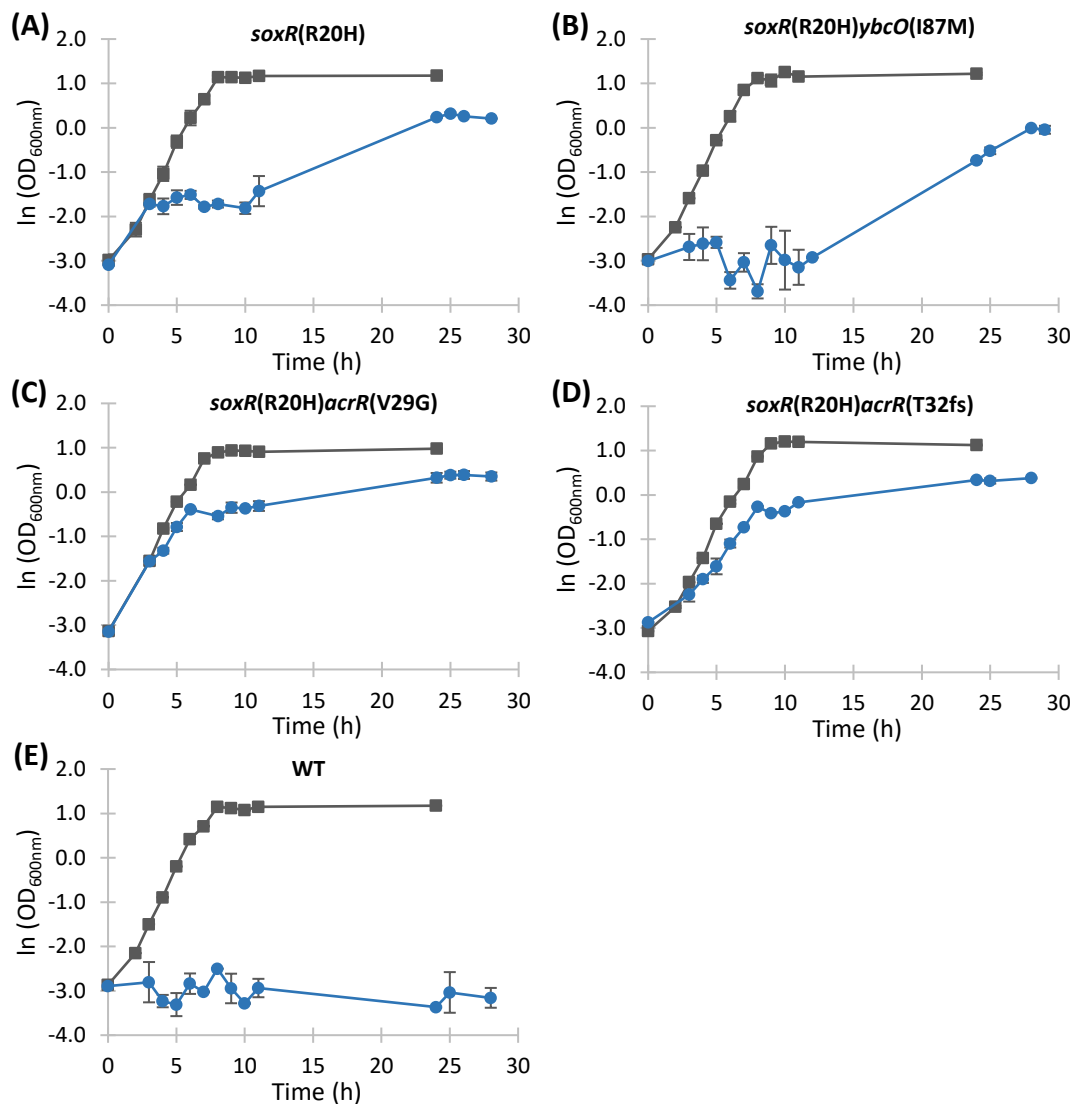 (A)
soxR(R20H)
2.0
1.0
0.0
-1.0
-2.0
-3.0
-4.0
ln (OD600nm)
0 5 10 15 20 25 30
Time (h)
(B)
soxR(R20H)ybcO(I87M)
2.0
1.0
0.0
-1.0
-2.0
-3.0
-4.0
ln (OD600nm)
0 5 10 15 20 25 30
Time (h)
(C)
soxR(R20H)acrR(V29G)
2.0
1.0
0.0
-1.0
-2.0
-3.0
-4.0
ln (OD600nm)
0 5 10 15 20 25 30
Time (h)
(D)
soxR(R20H)acrR(T32fs)
2.0
1.0
0.0
-1.0
-2.0
-3.0
-4.0
ln (OD600nm)
0 5 10 15 20 25 30
Time (h)
(E)
WT
2.0
1.0
0.0
-1.0
-2.0
-3.0
-4.0
ln (OD600nm)
0 5 10 15 20 25 30
Time (h)